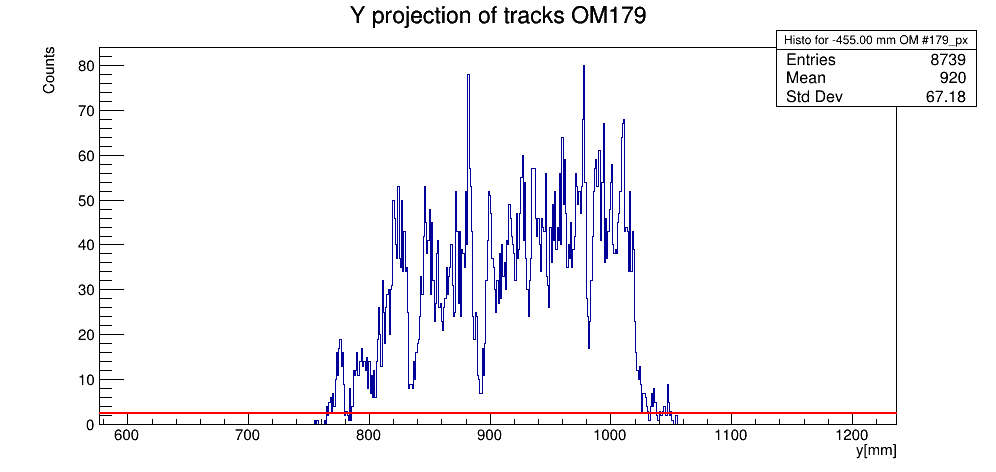 Y projection of tracks OM179
Histo for -455.00 mm OM #179_px
Entries 8739
Mean 920
Std Dev 67.18
Counts
80
70
60
50
40
30
20
10
0
600 700 800 900 1000 1100 1200
y[mm]